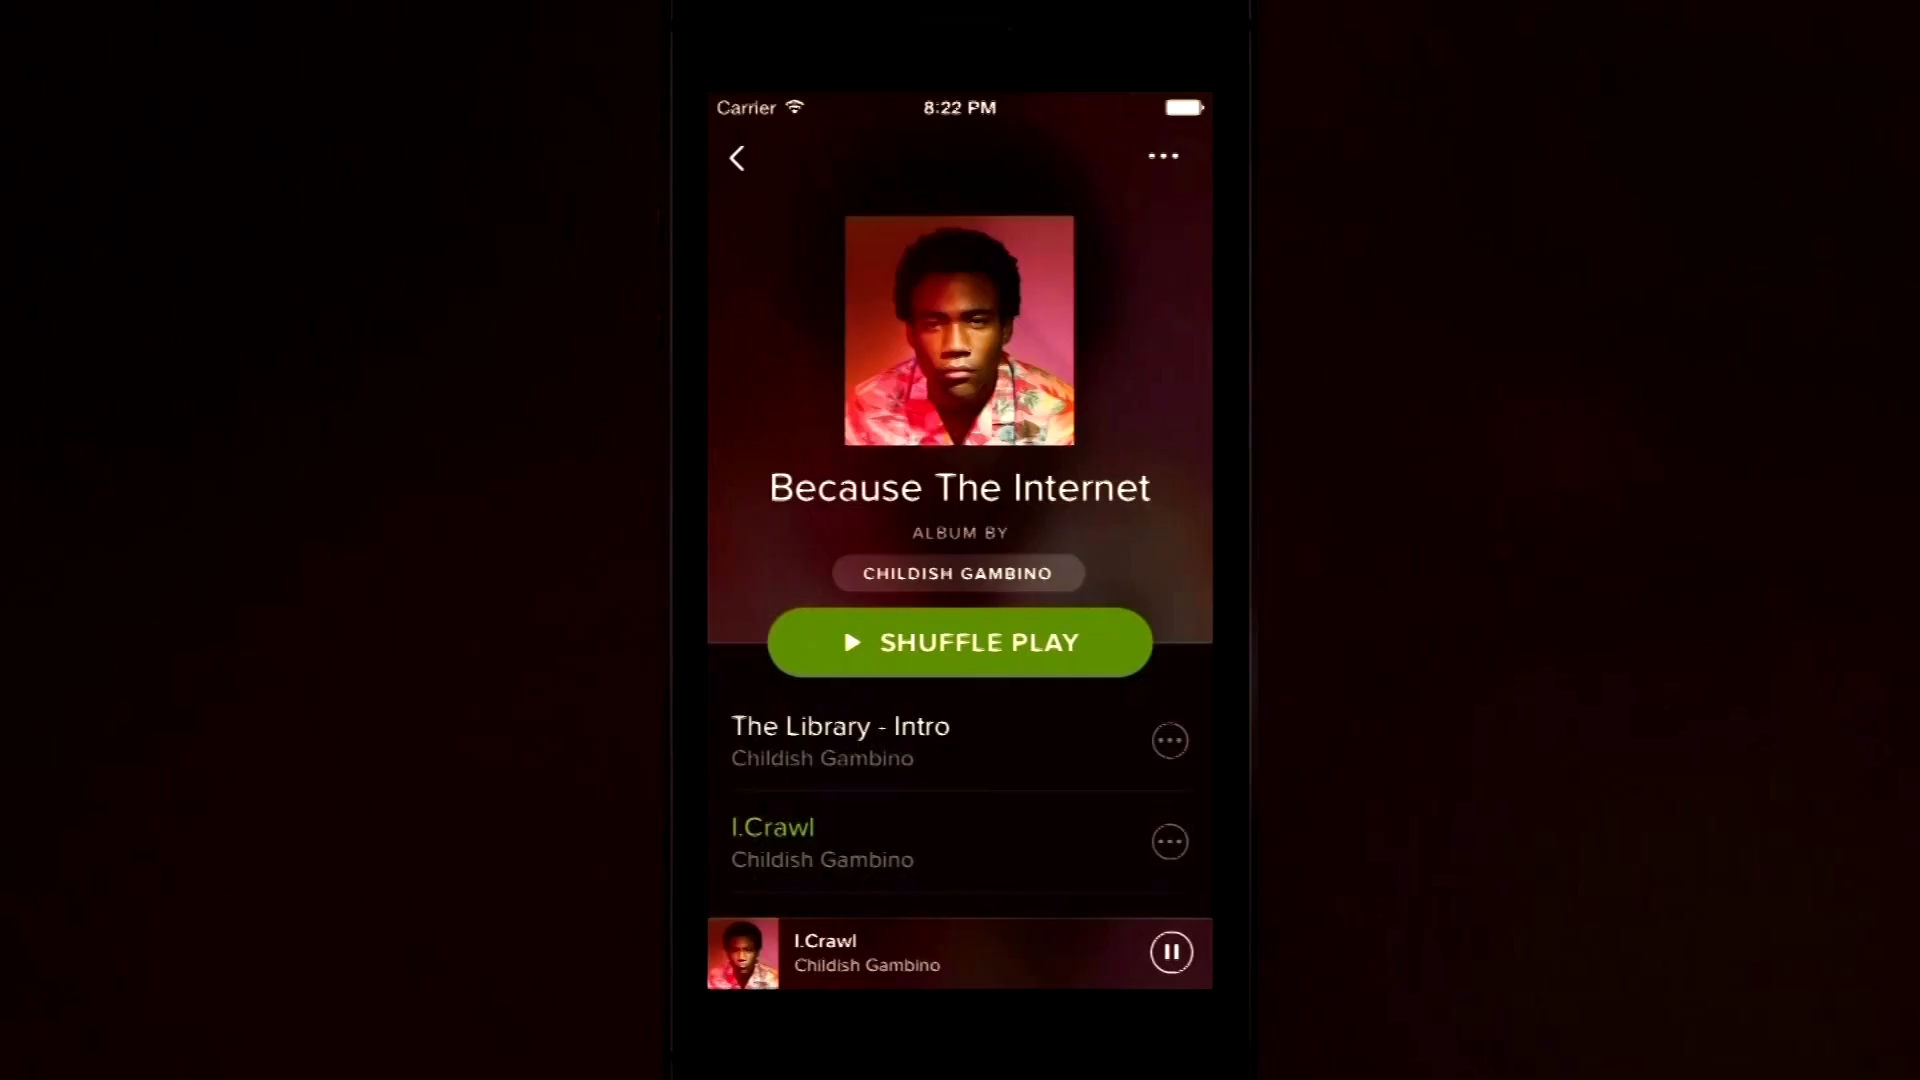 Carrier
8:22 PM
Because The Internet
ALBUM BY
CHILDISH GAMBINO
SHUFFLE PLAY
The Library - Intro
Childish Gambino
I.Crawl
Childish Gambino
I.Crawl
Childish Gambino